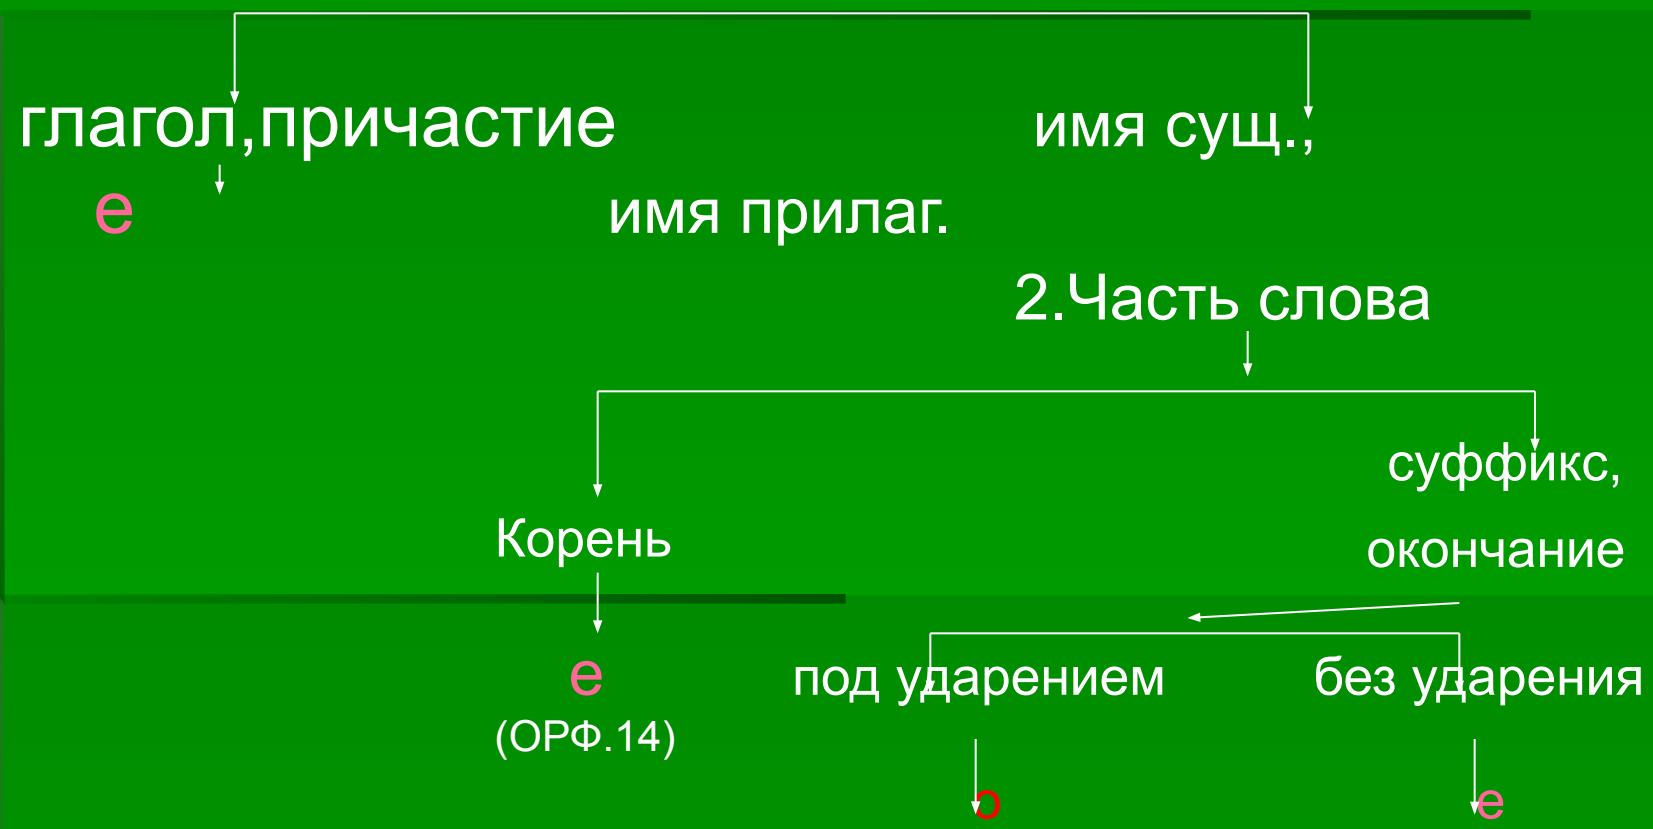 глагол,причастие имя сущ.,
е имя прилаг.
2.Часть слова
суффикс,
Корень окончание
е под ударением без ударения
(ОРФ.14)
о е